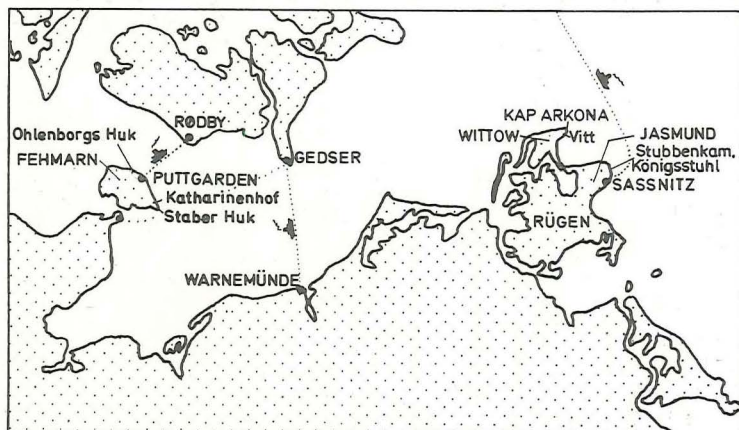 RØDBY
Ohlenborgs Huk
FEHMARN
PUTTGARDEN
Katharinenhof
Staber Huk
GEDSER
WARNEMÜNDE
KAP ARKONA
WITTOW
Vitt
JASMUND
Stubbenkam.
Königsstuhl
SASSNITZ
RÜGEN